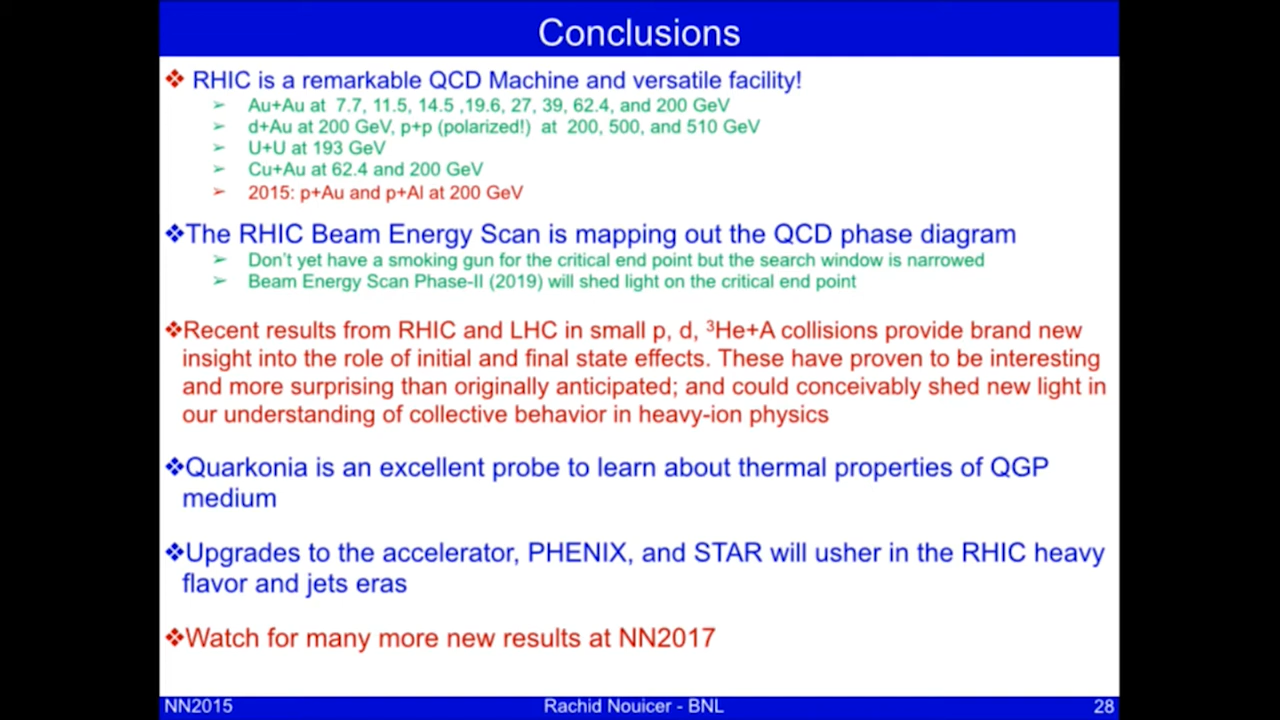 Conclusions
❖ RHIC is a remarkable QCD Machine and versatile facility!
➢ Au+Au at 7.7, 11.5, 14.5 ,19.6, 27, 39, 62.4, and 200 GeV
➢ d+Au at 200 GeV, p+p (polarized!) at 200, 500, and 510 GeV
➢ U+U at 193 GeV
➢ Cu+Au at 62.4 and 200 GeV
➢ 2015: p+Au and p+Al at 200 GeV
❖The RHIC Beam Energy Scan is mapping out the QCD phase diagram
➢ Don't yet have a smoking gun for the critical end point but the search window is narrowed
➢ Beam Energy Scan Phase-II (2019) will shed light on the critical end point
❖Recent results from RHIC and LHC in small p, d, ³He+A collisions provide brand new
insight into the role of initial and final state effects. These have proven to be interesting
and more surprising than originally anticipated; and could conceivably shed new light in
our understanding of collective behavior in heavy-ion physics
❖Quarkonia is an excellent probe to learn about thermal properties of QGP
medium
❖Upgrades to the accelerator, PHENIX, and STAR will usher in the RHIC heavy
flavor and jets eras
❖Watch for many more new results at NN2017
NN2015 Rachid Nouicer - BNL 28